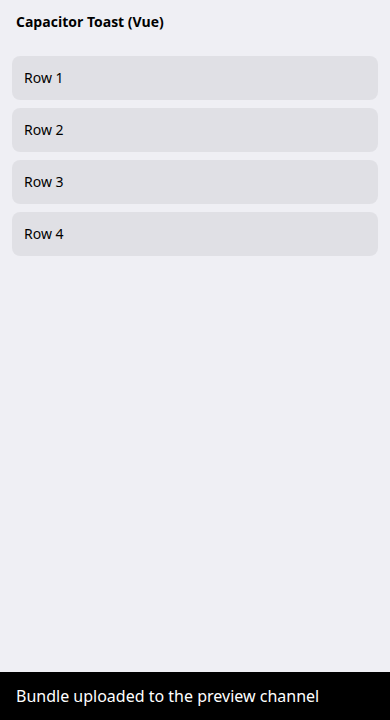 Capacitor Toast (Vue)
Row 1
Row 2
Row 3
Row 4
Bundle uploaded to the preview channel